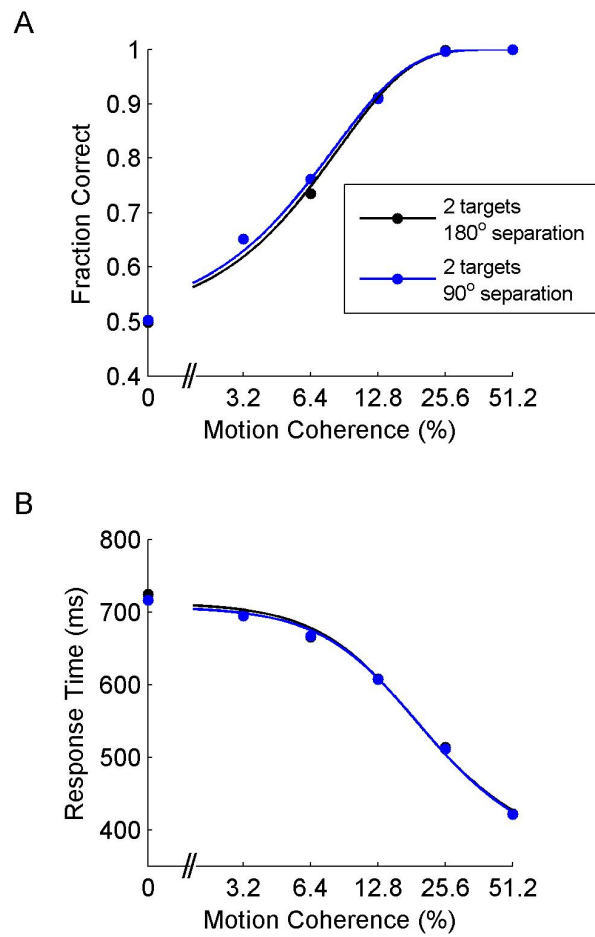 A
1
0.9
0.8
0.7
0.6
0.5
0.4
Fraction Correct
2 targets
180° separation
2 targets
90° separation
0 3.2 6.4 12.8 25.6 51.2
Motion Coherence (%)
B
800
700
600
500
400
Response Time (ms)
0 3.2 6.4 12.8 25.6 51.2
Motion Coherence (%)